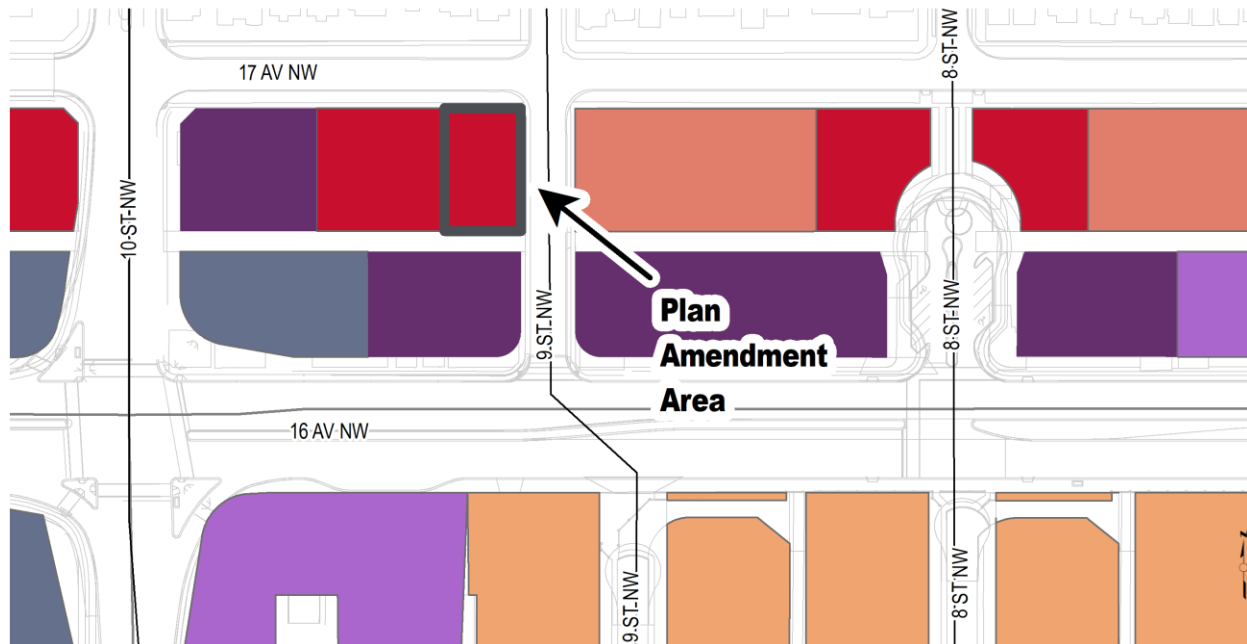 17 AV NW
8 ST NW
10 ST NW
Plan
Amendment
Area
9 ST NW
8 ST NW
16 AV NW
9 ST NW
8 ST NW